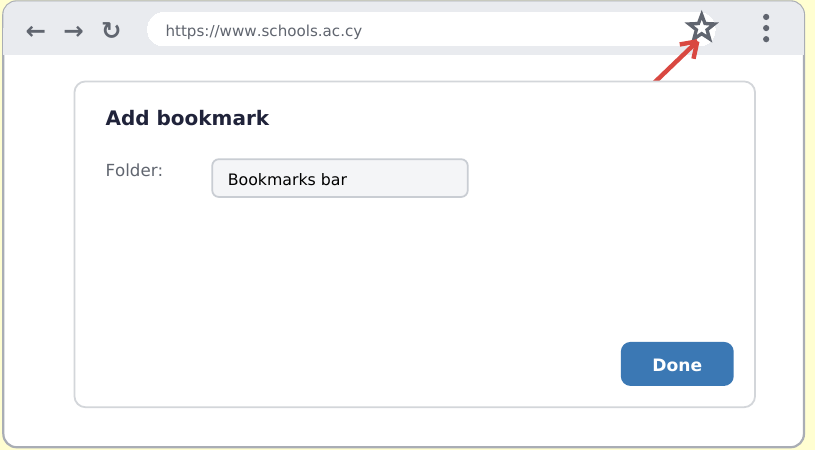 https://www.schools.ac.cy
Add bookmark
Folder:
Bookmarks bar
Done